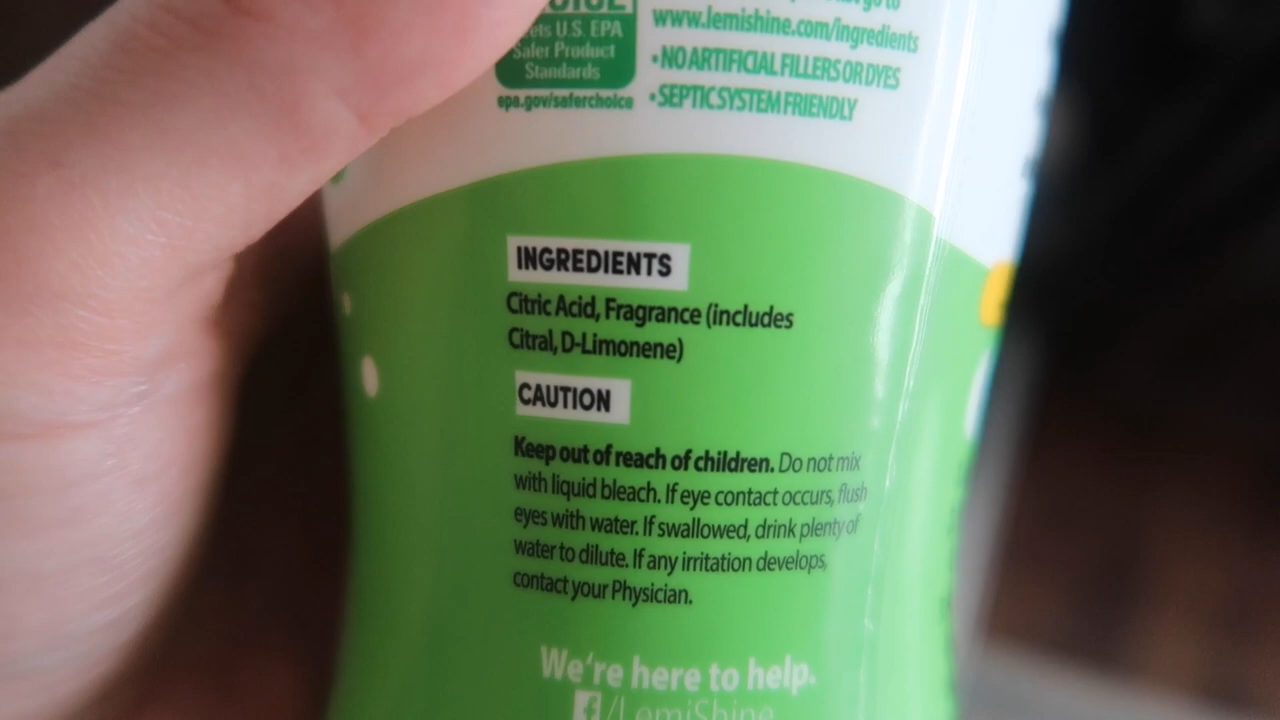 ets U.S. EPA
Safer Product
Standards
epa.gov/saferchoice
go to
www.lemishine.com/ingredients
•NO ARTIFICIAL FILLERS OR DYES
•SEPTIC SYSTEM FRIENDLY
INGREDIENTS
Citric Acid, Fragrance (includes
Citral, D-Limonene)
CAUTION
Keep out of reach of children. Do not mix
with liquid bleach. If eye contact occurs, flush
eyes with water. If swallowed, drink plenty of
water to dilute. If any irritation develops,
contact your Physician.
We're here to help.
f/LemiShine